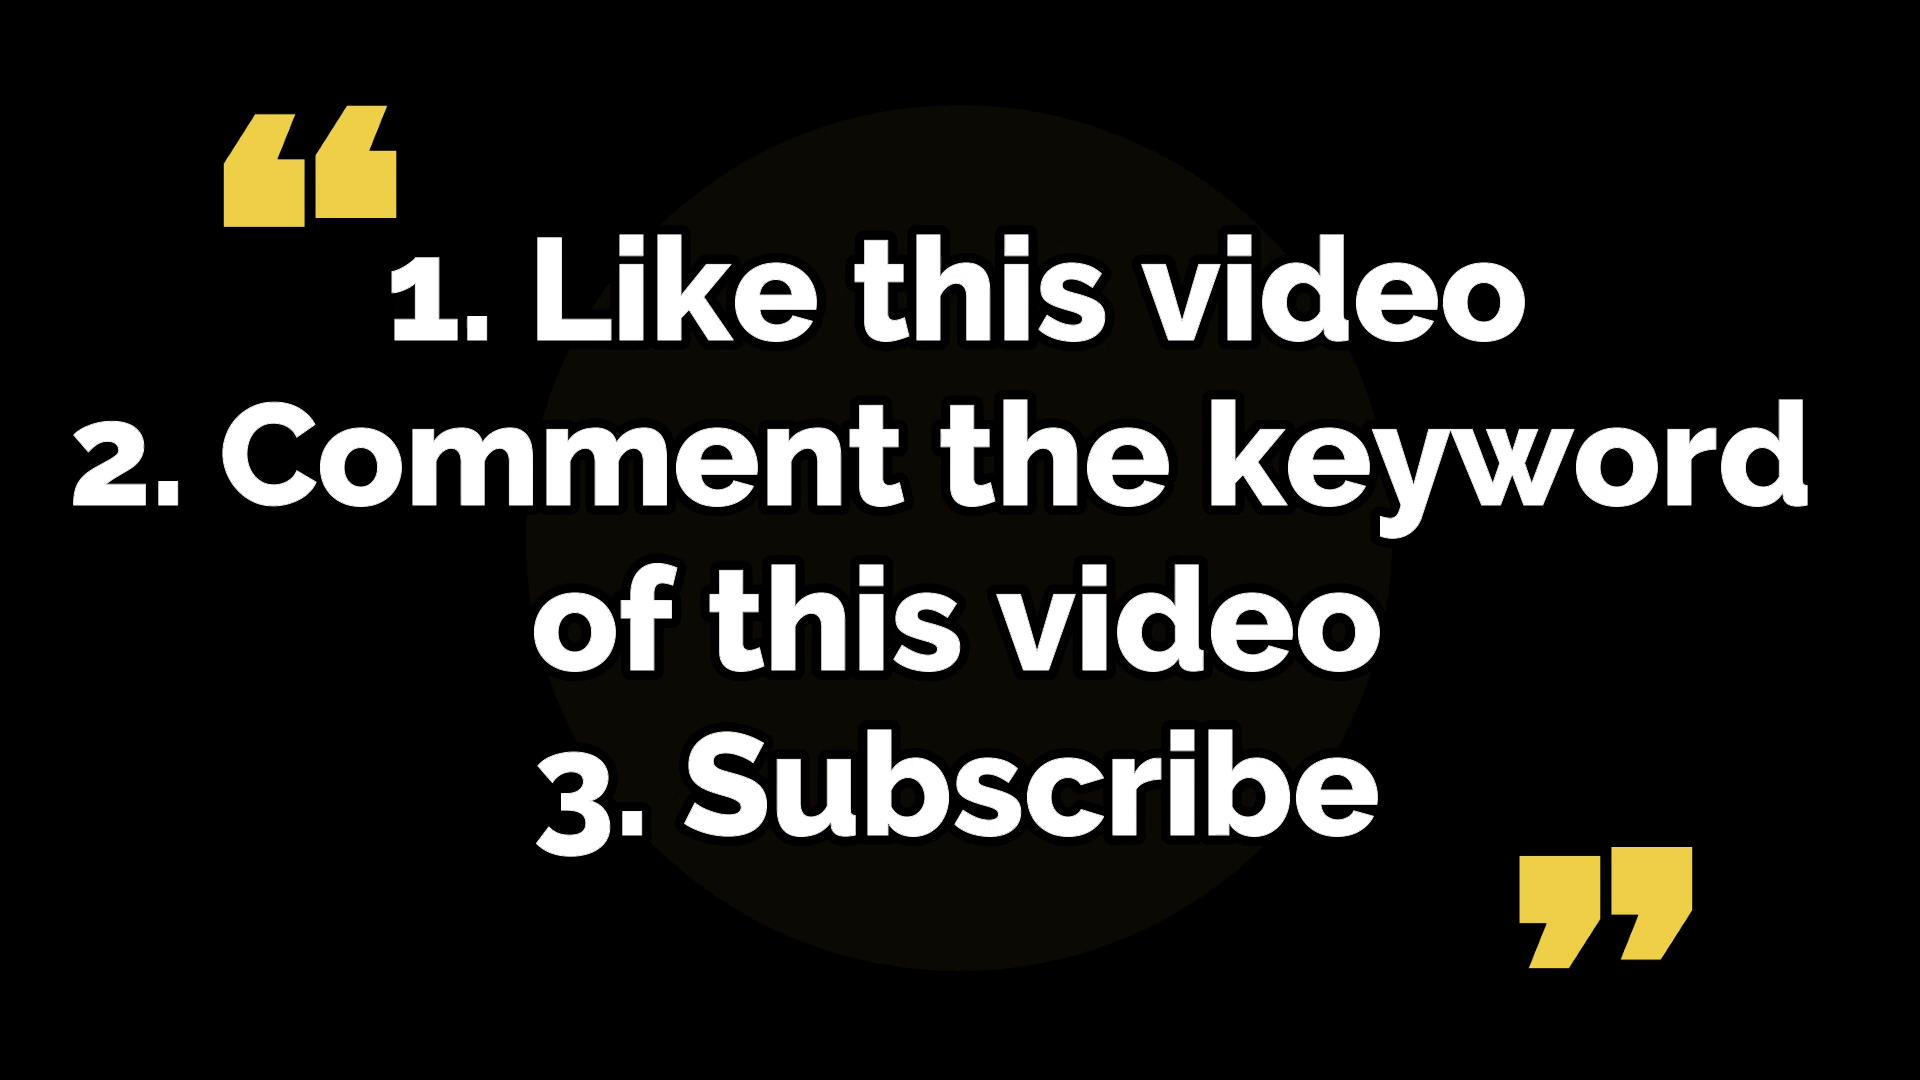 1. Like this video
2. Comment the keyword
of this video
3. Subscribe